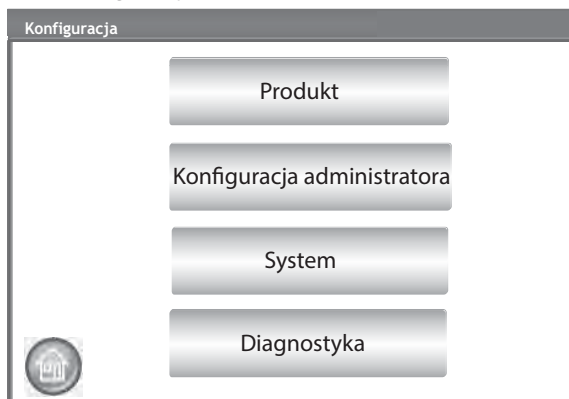 Konfiguracja
Produkt
Konfiguracja administratora
System
Diagnostyka